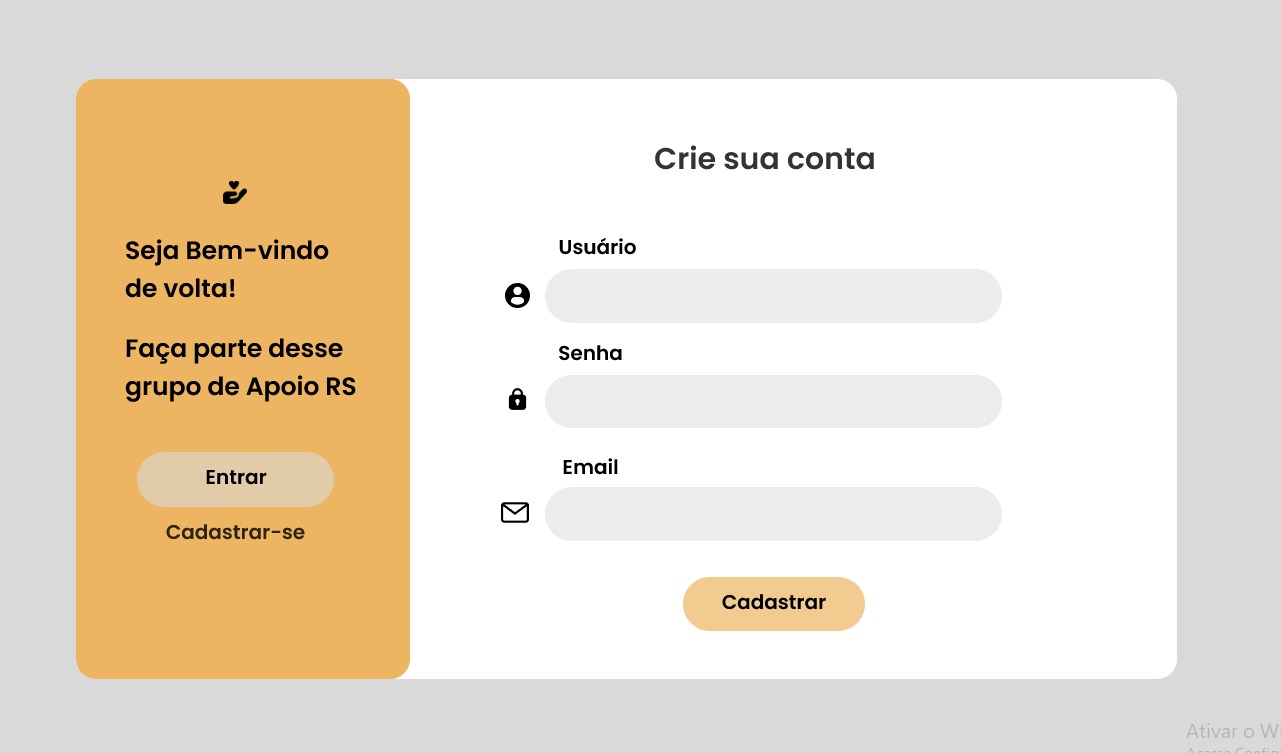 Seja Bem-vindo
de volta!
Faça parte desse
grupo de Apoio RS
Entrar
Cadastrar-se
Crie sua conta
Usuário
Senha
Email
Cadastrar
Ativar o